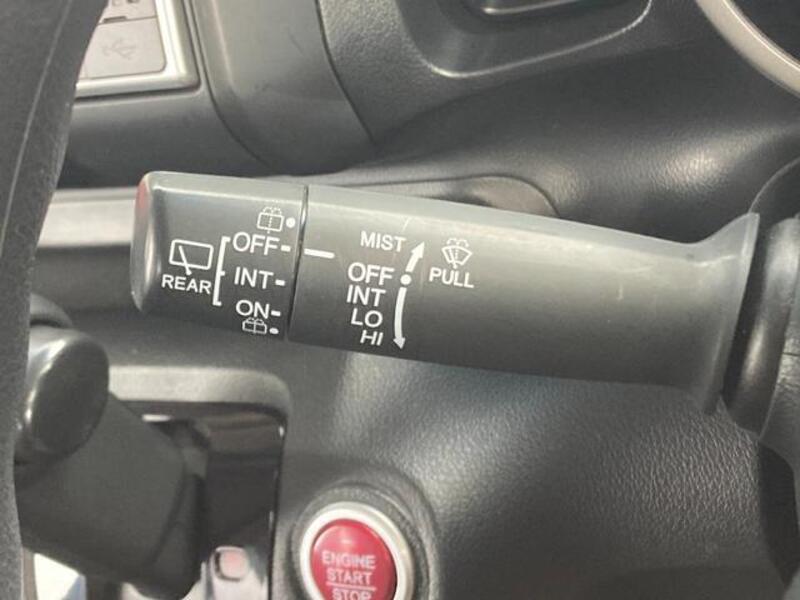 REAR
OFF
INT
ON
MIST
OFF
INT
LO
HI
PULL
ENGINE
START
STOP